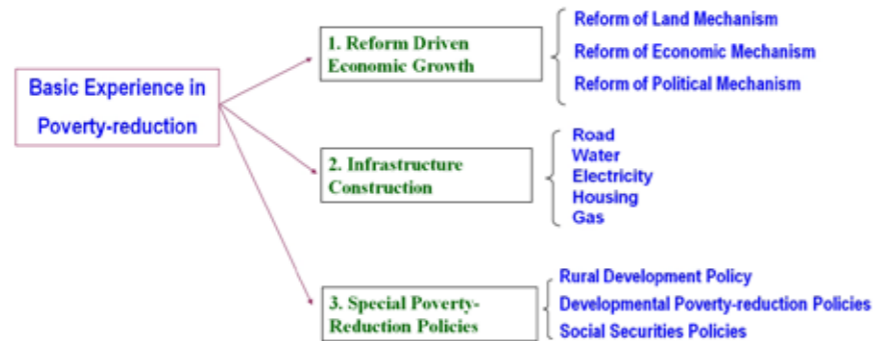 Basic Experience in
Poverty-reduction
1. Reform Driven
Economic Growth
Reform of Land Mechanism
Reform of Economic Mechanism
Reform of Political Mechanism
2. Infrastructure
Construction
Road
Water
Electricity
Housing
Gas
3. Special Poverty-
Reduction Policies
Rural Development Policy
Developmental Poverty-reduction Policies
Social Securities Policies